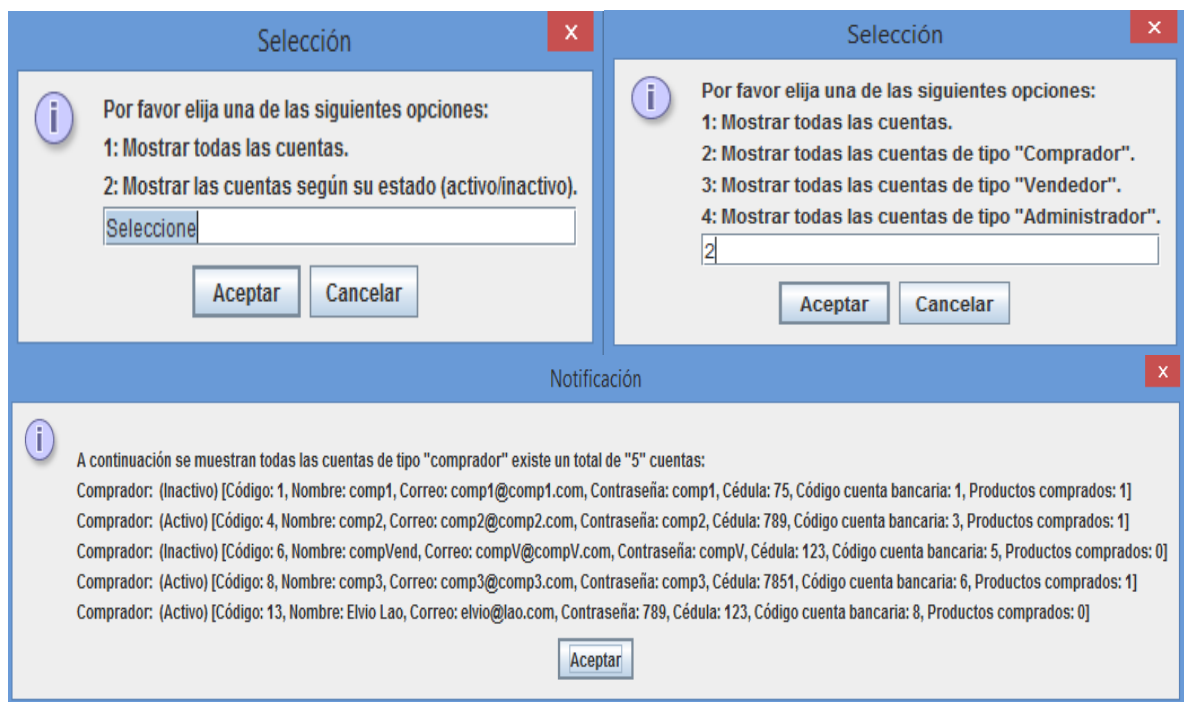 Selección
x
Por favor elija una de las siguientes opciones:
1: Mostrar todas las cuentas.
2: Mostrar las cuentas según su estado (activo/inactivo).
Seleccione
Aceptar
Cancelar
Selección
x
Por favor elija una de las siguientes opciones:
1: Mostrar todas las cuentas.
2: Mostrar todas las cuentas de tipo "Comprador".
3: Mostrar todas las cuentas de tipo "Vendedor".
4: Mostrar todas las cuentas de tipo "Administrador".
2
Aceptar
Cancelar
Notificación
x
A continuación se muestran todas las cuentas de tipo "comprador" existe un total de "5" cuentas:
Comprador: (Inactivo) [Código: 1, Nombre: comp1, Correo: comp1@comp1.com, Contraseña: comp1, Cédula: 75, Código cuenta bancaria: 1, Productos comprados: 1]
Comprador: (Activo) [Código: 4, Nombre: comp2, Correo: comp2@comp2.com, Contraseña: comp2, Cédula: 789, Código cuenta bancaria: 3, Productos comprados: 1]
Comprador: (Inactivo) [Código: 6, Nombre: compVend, Correo: compV@compV.com, Contraseña: compV, Cédula: 123, Código cuenta bancaria: 5, Productos comprados: 0]
Comprador: (Activo) [Código: 8, Nombre: comp3, Correo: comp3@comp3.com, Contraseña: comp3, Cédula: 7851, Código cuenta bancaria: 6, Productos comprados: 1]
Comprador: (Activo) [Código: 13, Nombre: Elvio Lao, Correo: elvio@lao.com, Contraseña: 789, Cédula: 123, Código cuenta bancaria: 8, Productos comprados: 0]
Aceptar